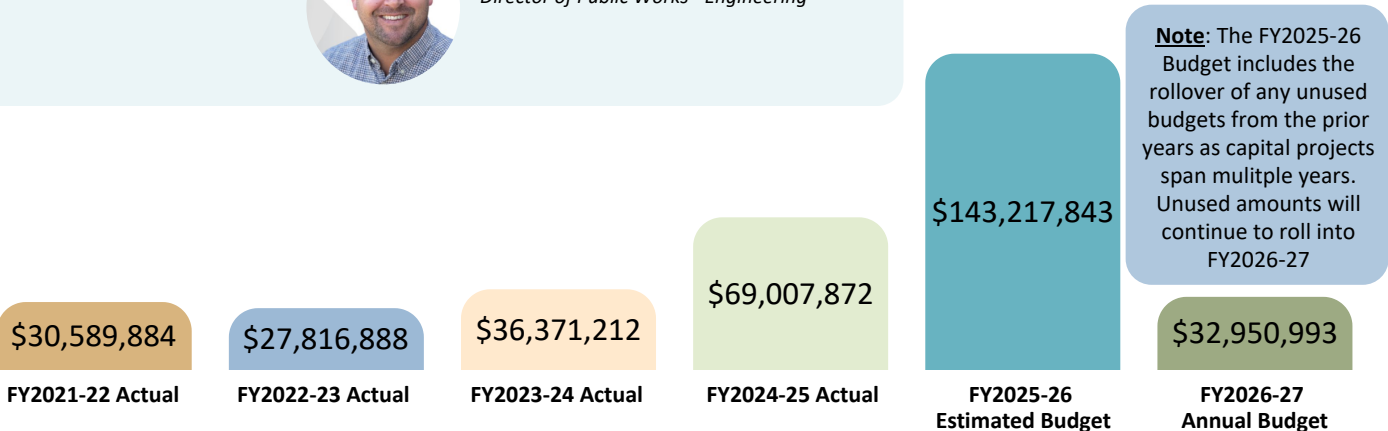 Director of Public Works - Engineering
Note: The FY2025-26
Budget includes the
rollover of any unused
budgets from the prior
years as capital projects
span mulitple years.
Unused amounts will
continue to roll into
FY2026-27
$143,217,843
$69,007,872
$30,589,884
$27,816,888
$36,371,212
$32,950,993
FY2021-22 Actual
FY2022-23 Actual
FY2023-24 Actual
FY2024-25 Actual
FY2025-26
Estimated Budget
FY2026-27
Annual Budget